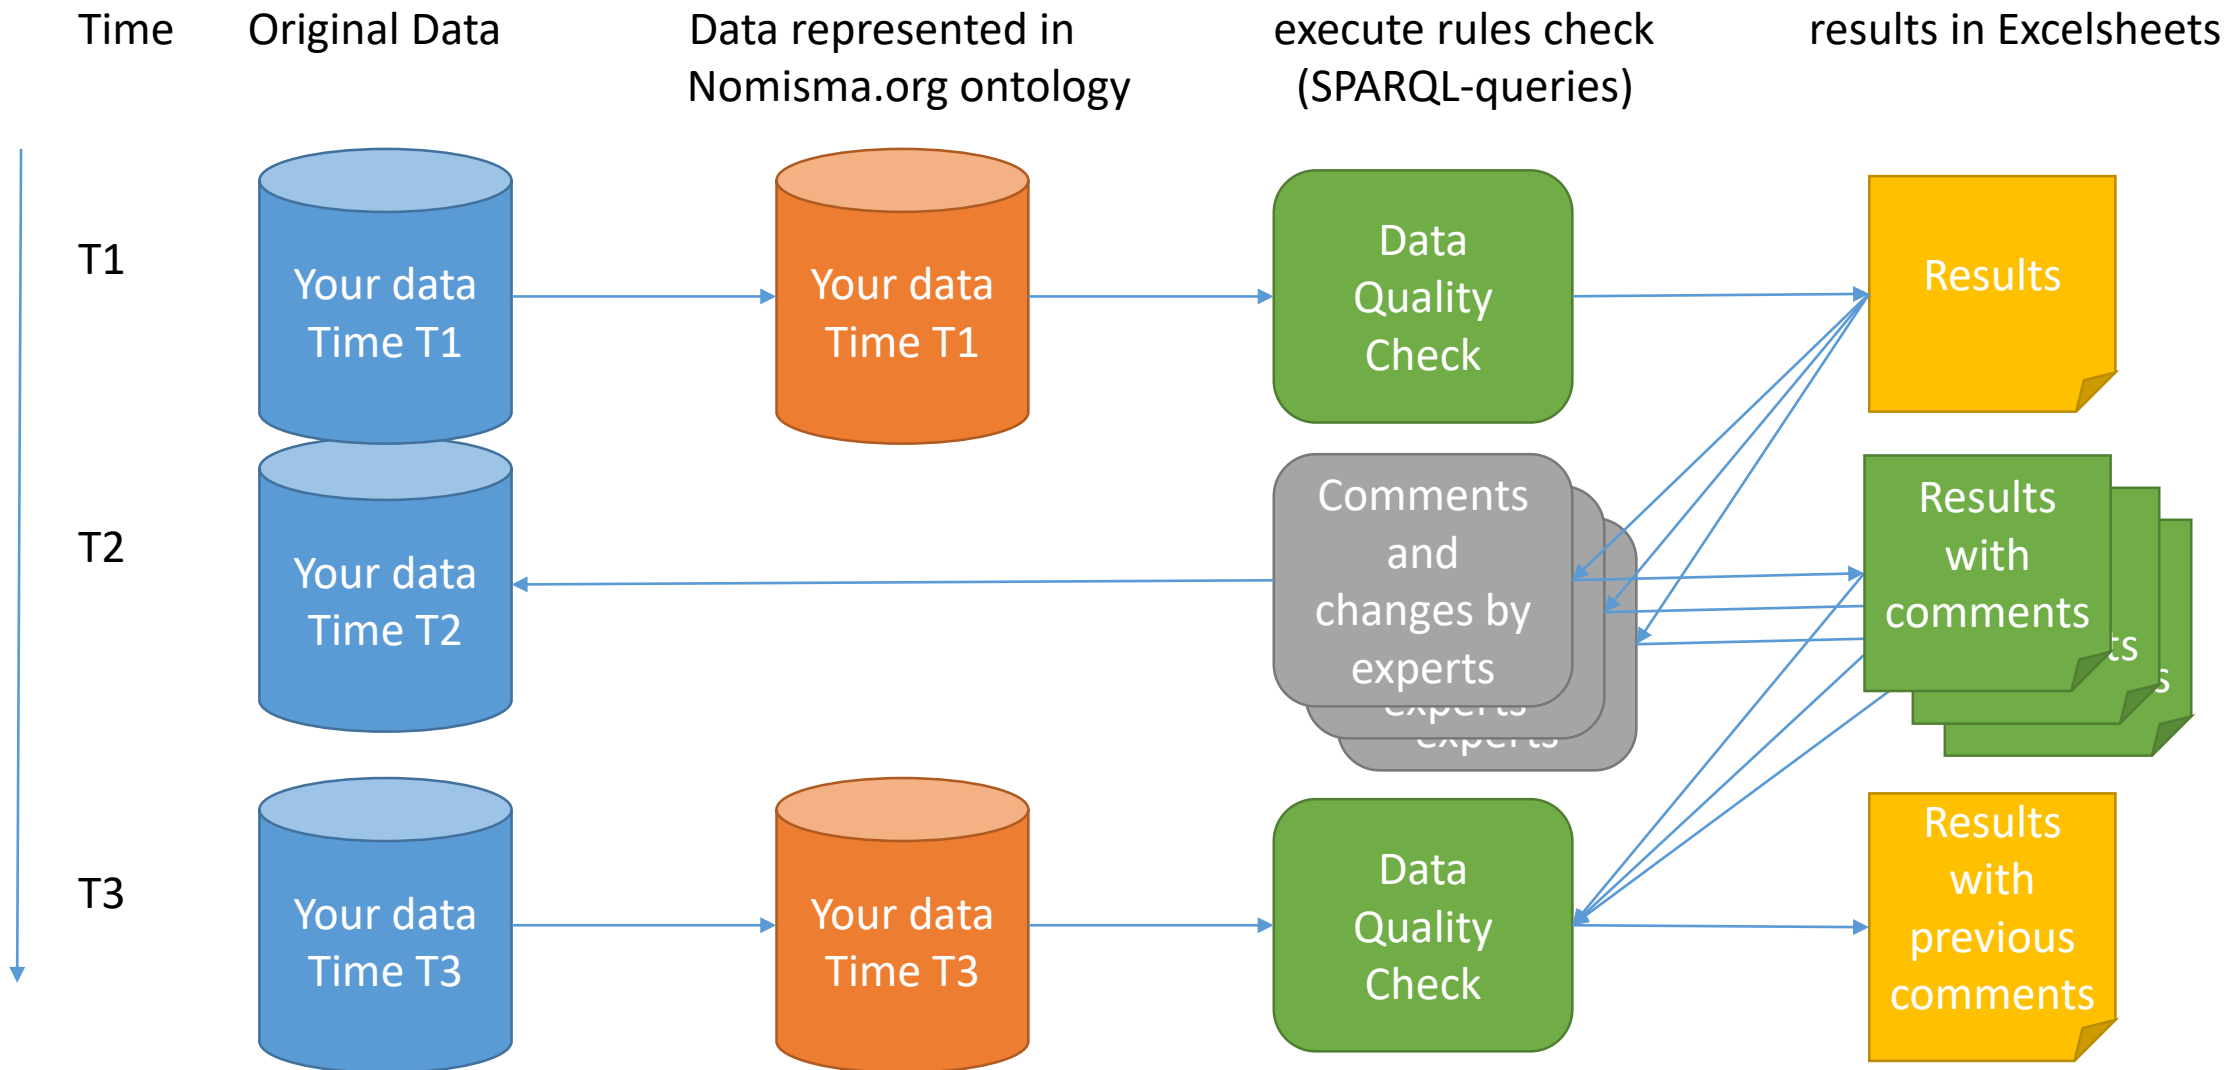 Time
Original Data
Data represented in
Nomisma.org ontology
execute rules check
(SPARQL-queries)
results in Excelsheets
T1
Your data
Time T1
Your data
Time T1
Data
Quality
Check
Results
T2
Your data
Time T2
Comments
and
changes by
experts
experts
experts
Results
with
comments
ts
s
T3
Your data
Time T3
Your data
Time T3
Data
Quality
Check
Results
with
previous
comments